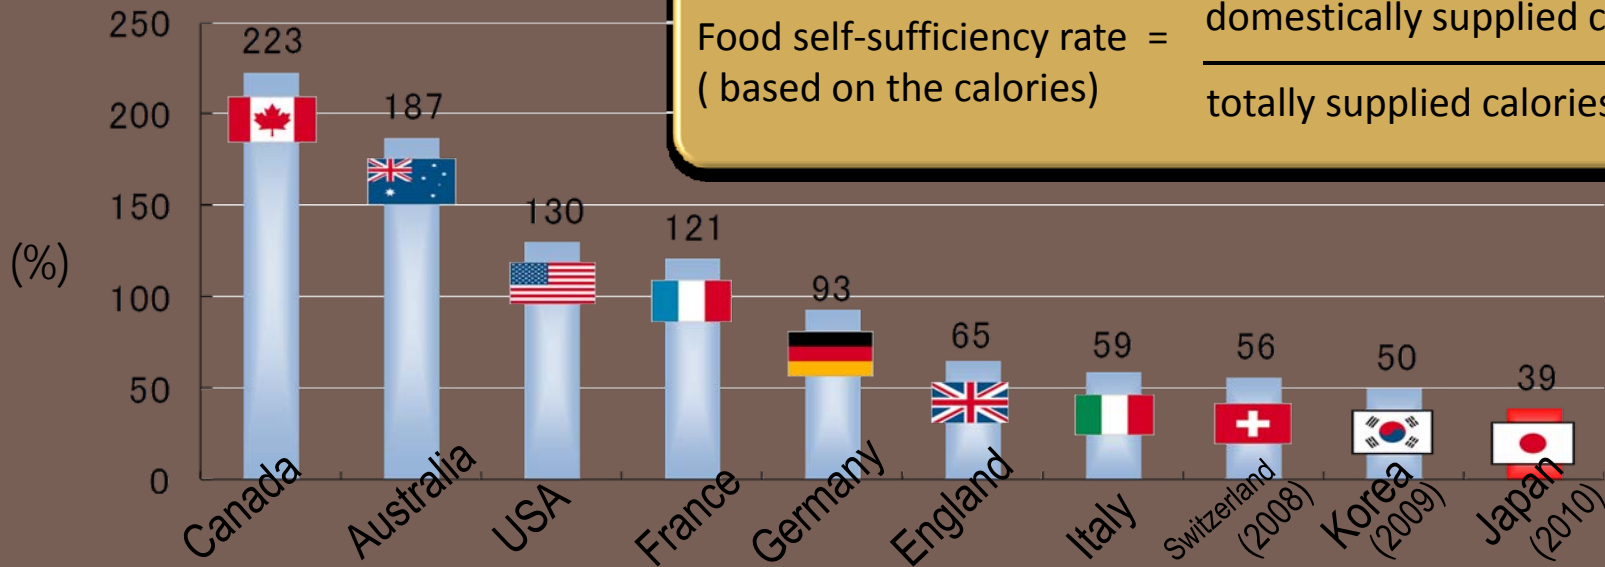 250
200
150
100
50
0
(%)
223
187
130
121
93
65
59
56
50
39
Food self-sufficiency rate =
( based on the calories)
domestically supplied
totally supplied calories
Canada
Australia
USA
France
Germany
England
Italy
Switzerland
(2008)
Korea
(2009)
Japan
(2010)